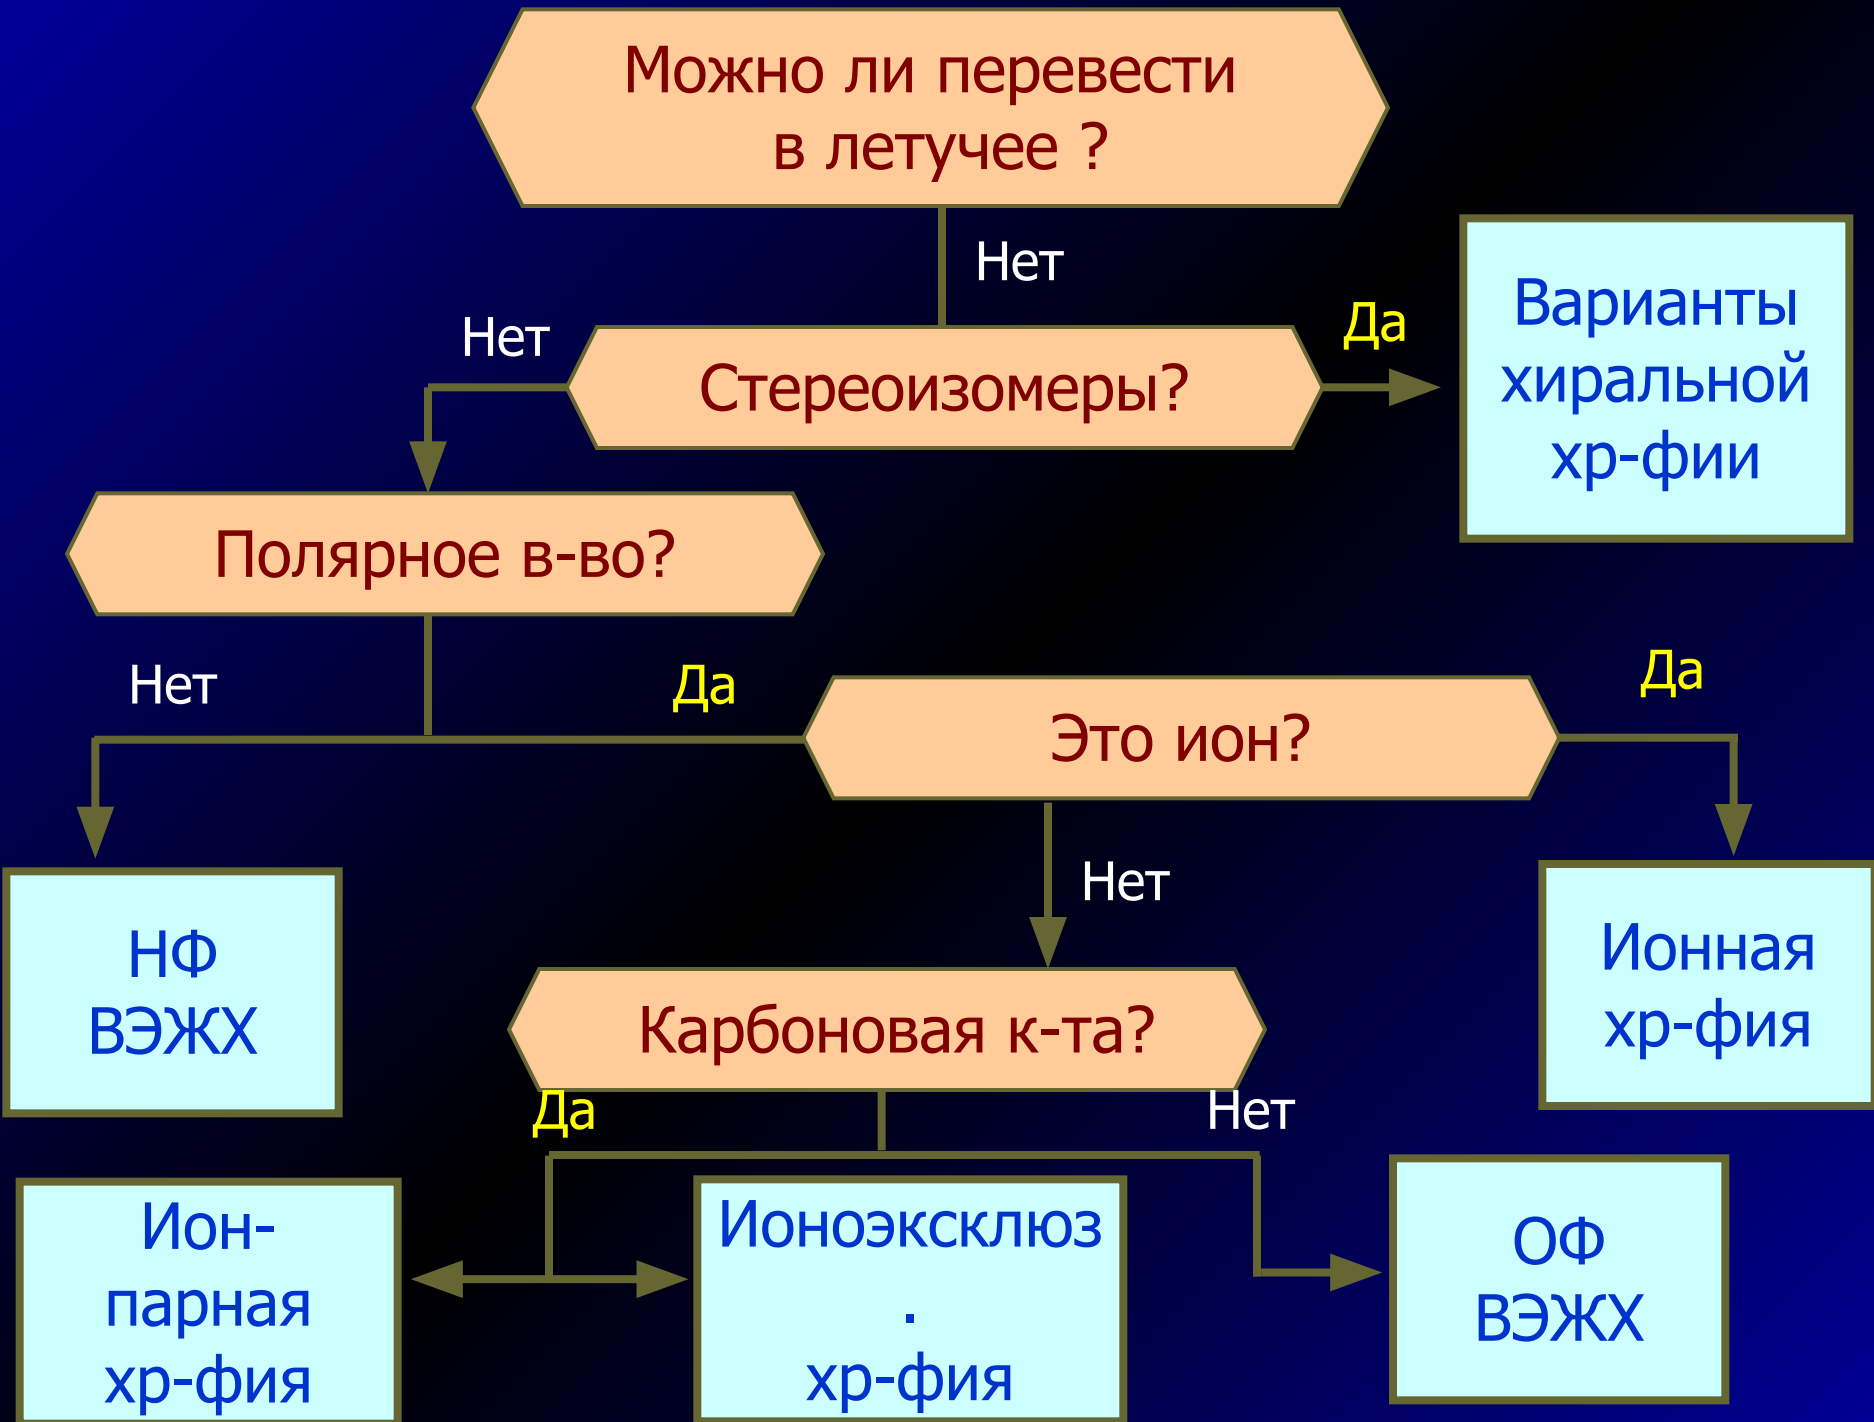 Можно ли перевести
в летучее ?
Нет
Нет
Стереоизомеры?
Да
Варианты
хиральной
хр-фии
Полярное в-во?
Нет
Да
Это ион?
Да
Нет
НФ
ВЭЖХ
Ионная
хр-фия
Карбоновая к-та?
Да
Нет
Ион-
парная
хр-фия
Ионоэксклюз
.
хр-фия
ОФ
ВЭЖХ